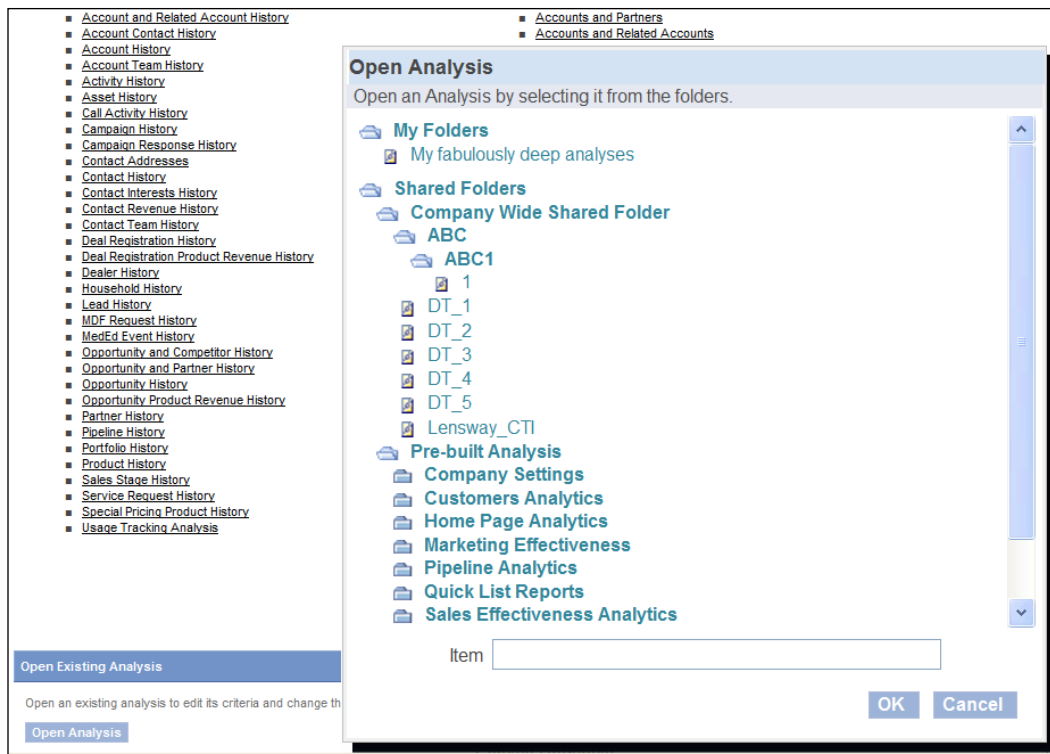 Account and Related Account History
Account Contact History
Account History
Account Team History
Activity History
Asset History
Call Activity History
Campaign History
Campaign Response History
Contact Addresses
Contact History
Contact Interests History
Contact Revenue History
Contact Team History
Deal Registration History
Deal Registration Product Revenue History
Dealer History
Household History
Lead History
MDF Request History
MedEd Event History
Opportunity and Competitor History
Opportunity and Partner History
Opportunity History
Opportunity Product Revenue History
Partner History
Pipeline History
Portfolio History
Product History
Sales Stage History
Service Request History
Special Pricing Product History
Usage Tracking Analysis
Accounts and Partners
Accounts and Related Accounts
Open Analysis
Open an Analysis by selecting it from the folders.
My Folders
My fabulously deep analyses
Shared Folders
Company Wide Shared Folder
ABC
ABC1
1
DT_1
DT_2
DT_3
DT_4
DT_5
Lensway_CTI
Pre-built Analysis
Company Settings
Customers Analytics
Home Page Analytics
Marketing Effectiveness
Pipeline Analytics
Quick List Reports
Sales Effectiveness Analytics
Item
OK Cancel
Open Existing Analysis
Open an existing analysis to edit its criteria and change th
Open Analysis